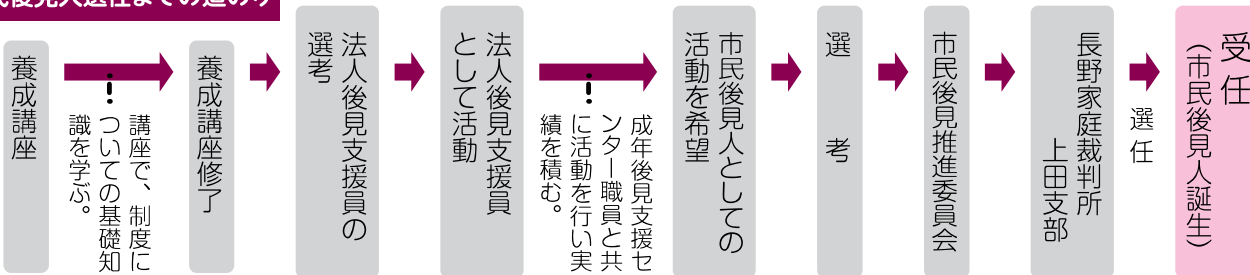 後見人選任までの道のり
養成講座
講座で、制度に
ついての基礎知
識を学ぶ。
養成講座修了
法人後見支援員の
選考
法人後見支援員
として活動
成年後見支援セ
ンター職員と共
に活動を行い実
績を積む。
市民後見人としての
活動を希望
選考
市民後見推進委員会
長野家庭裁判所
上田支部
選任
受任
（市民後見人誕生）